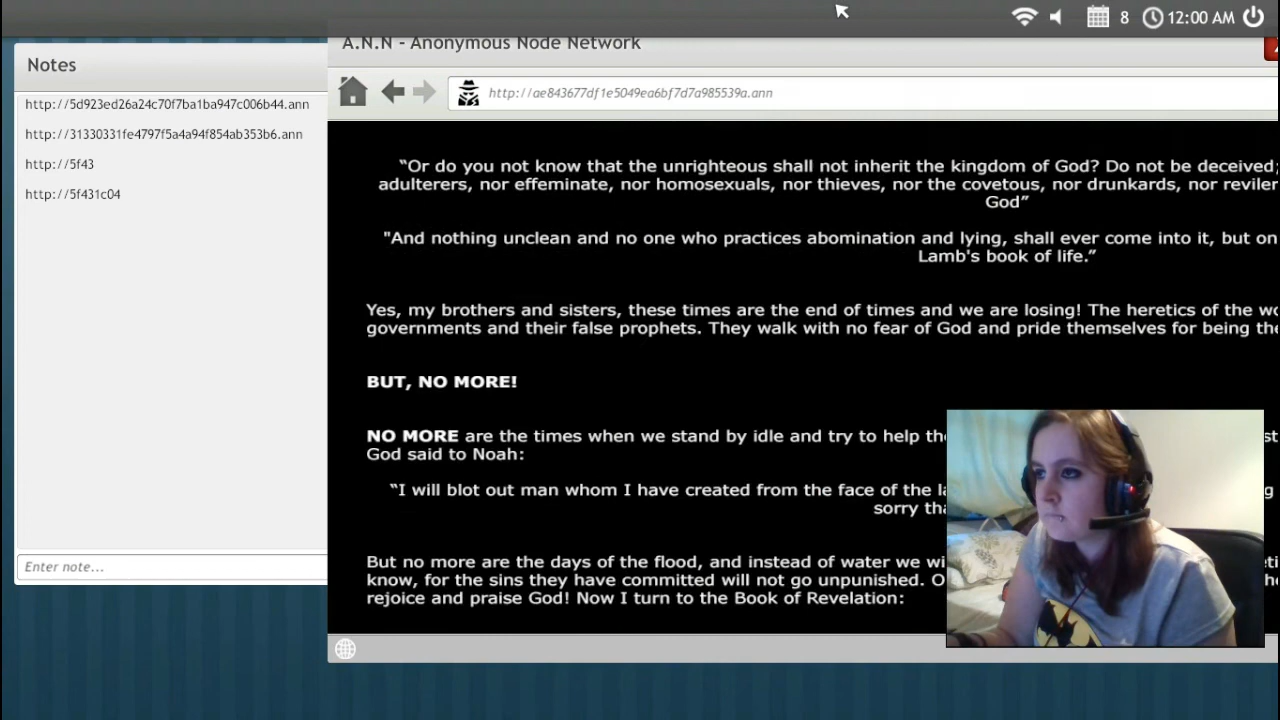 8 12:00 AM
Notes
http://5d923ed26a24c70f7ba1ba947c006b44.ann
http://31330331fe4797f5a4a94f854ab353b6.ann
http://5f43
http://5f431c04
Enter note...
A.N.N - Anonymous Node Network
http://ae843677df1e5049ea6bf7d7a985539a.ann
“Or do you not know that the unrighteous shall not inherit the kingdom of God? Do not be deceived;
adulterers, nor effeminate, nor homosexuals, nor thieves, nor the covetous, nor drunkards, nor
God”
"And nothing unclean and no one who practices abomination and lying, shall ever come into it, but
Lamb's book of life.”
Yes, my brothers and sisters, these times are the end of times and we are losing! The heretics of the
governments and their false prophets. They walk with no fear of God and pride themselves for being
BUT, NO MORE!
NO MORE are the times when we stand by idle and try to help
God said to Noah:
“I will blot out man whom I have created from the face of the
sorry
But no more are the days of the flood, and instead of water we
know, for the sins they have committed will not go unpunished.
rejoice and praise God! Now I turn to the Book of Revelation: